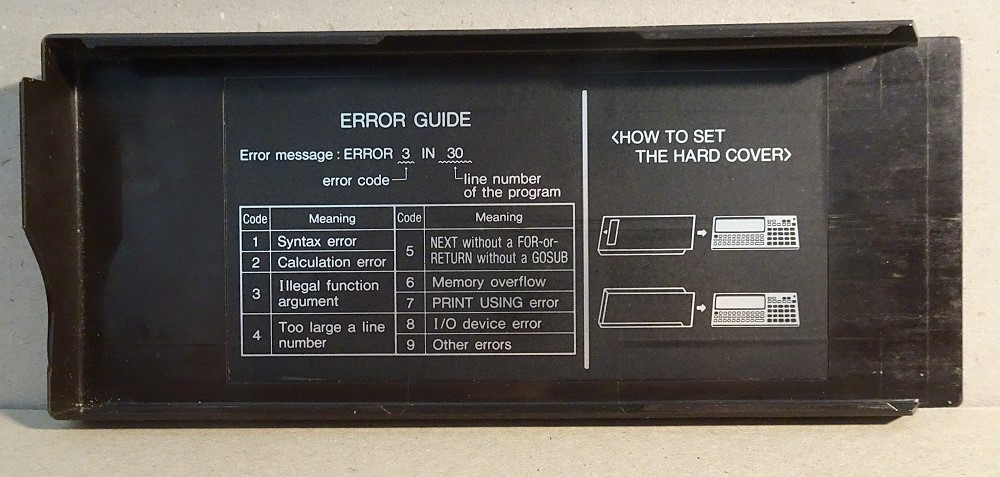 ERROR GUIDE
Error message : ERROR 3 IN 30
error code
line number
of the program
Code Meaning Code Meaning
1 Syntax error
2 Calculation error
3 Illegal function
argument
4 Too large a line
number
5 NEXT without a FOR-or-
RETURN without a GOSUB
6 Memory overflow
7 PRINT USING error
8 I/O device error
9 Other errors
<HOW TO SET
THE HARD COVER>